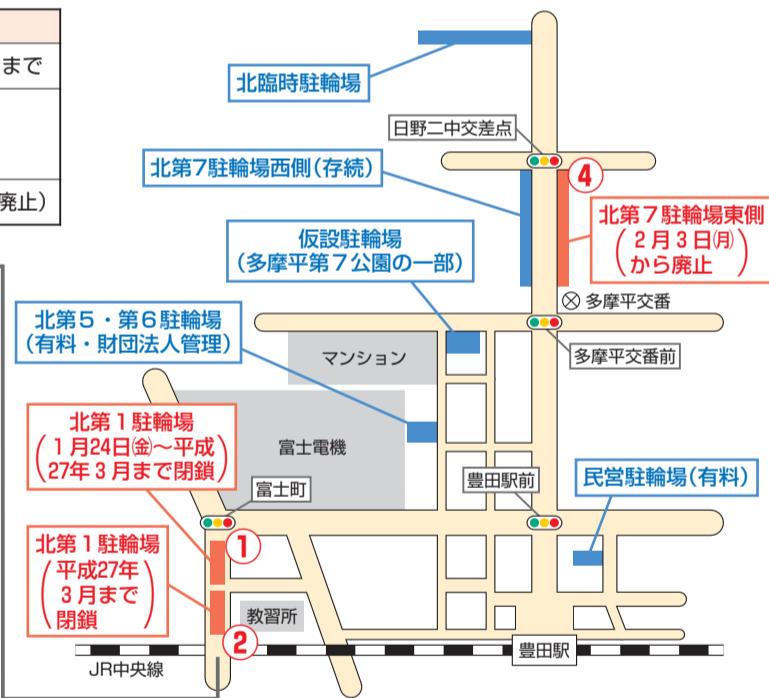 まで
廃止)
北臨時駐輪場
日野二中交差点
北第7駐輪場西側(存続)
④
北第7駐輪場東側
(2月3日㈪
から廃止)
仮設駐輪場
(多摩平第7公園の一部)
多摩平交番
北第5・第6駐輪場
(有料・財団法人管理)
マンション
多摩平交番前
北第1駐輪場
(1月24日㈮~平成
27年3月まで閉鎖)
富士電機
富士町
豊田駅前
民営駐輪場(有料)
①
北第1駐輪場
(平成27年
3月まで
閉鎖)
教習所
②
豊田駅
JR中央線